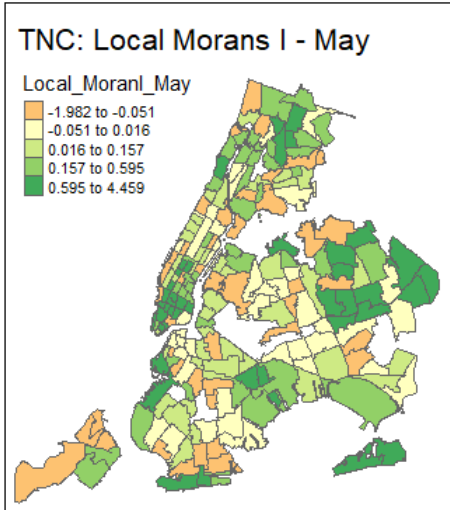 TNC: Local Morans I - May
Local_MoranI_May
-1.982 to -0.051
-0.051 to 0.016
0.016 to 0.157
0.157 to 0.595
0.595 to 4.459